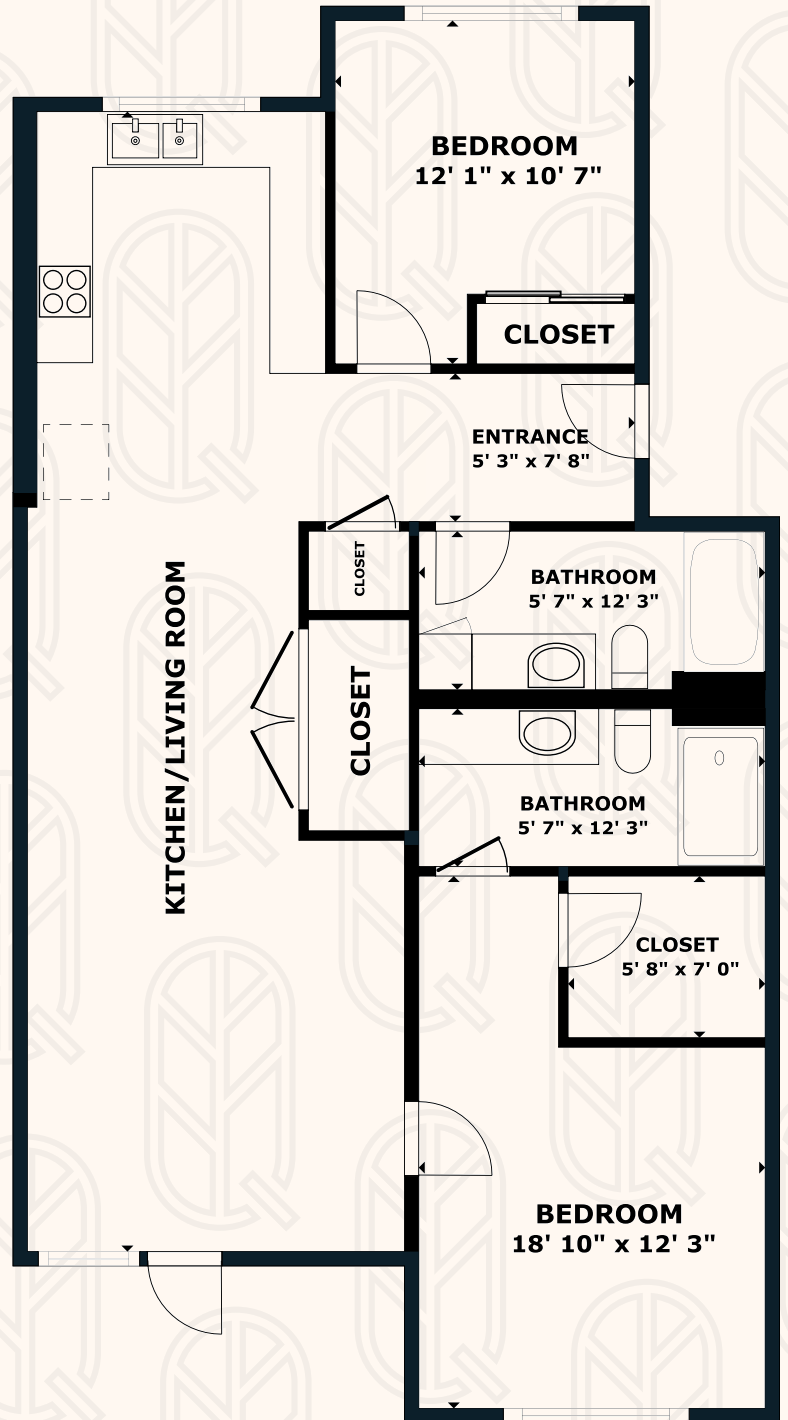 BEDROOM
12' 1" x 10' 7"
CLOSET
ENTRANCE
5' 3" x 7' 8"
CLOSET
BATHROOM
5' 7" x 12' 3"
KITCHEN/LIVING ROOM
CLOSET
BATHROOM
5' 7" x 12' 3"
CLOSET
5' 8" x 7' 0"
BEDROOM
18' 10" x 12' 3"